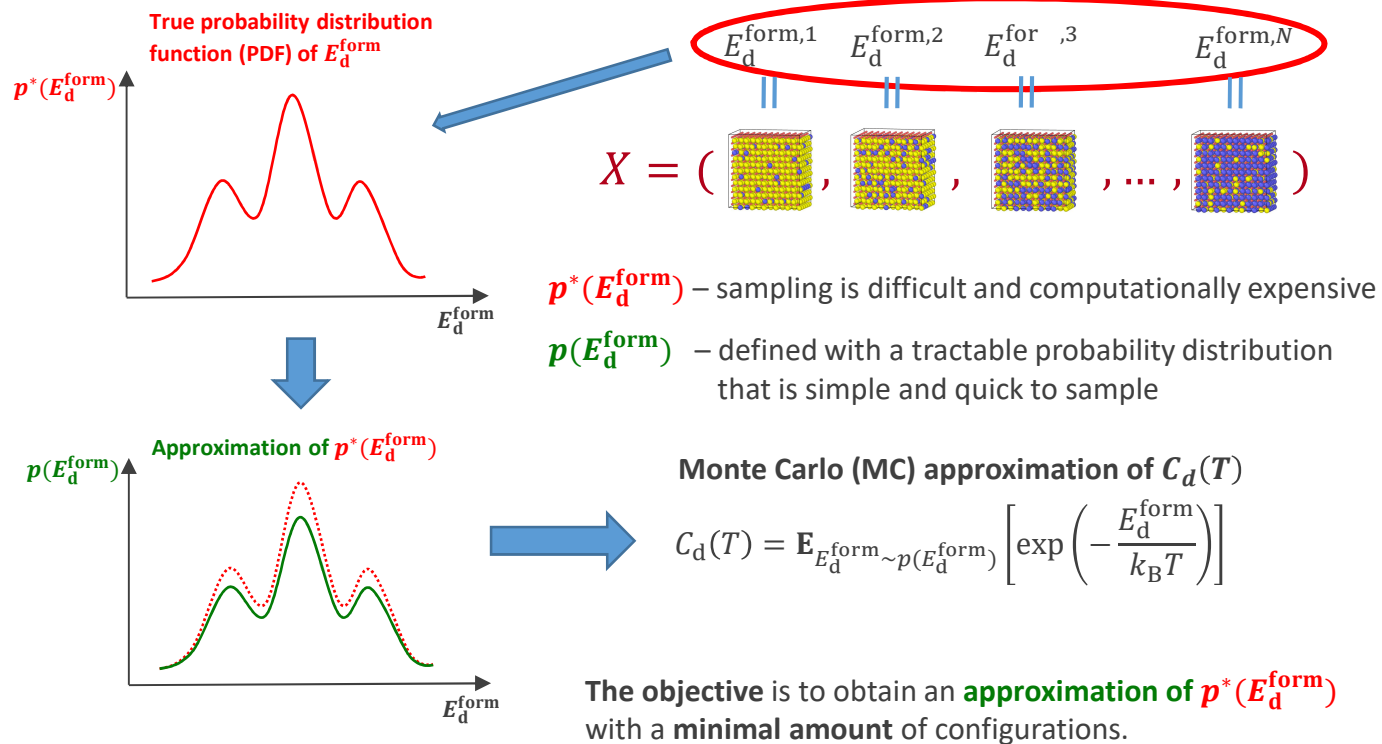 True probability distribution
function (PDF) of E_d^form
p*(E_d^form)
E_d^form
E_d^form,1 E_d^form,2 E_d^for ,3 E_d^form,N
X = ( , , , … , )
p*(E_d^form) – sampling is difficult and computationally expensive
p(E_d^form) – defined with a tractable probability distribution
that is simple and quick to sample
Approximation of p*(E_d^form)
p(E_d^form)
E_d^form
Monte Carlo (MC) approximation of C_d(T)
C_d(T) = E_{E_d^form~p(E_d^form)} [exp(−E_d^form / k_B T)]
The objective is to obtain an approximation of p*(E_d^form)
with a minimal amount of configurations.